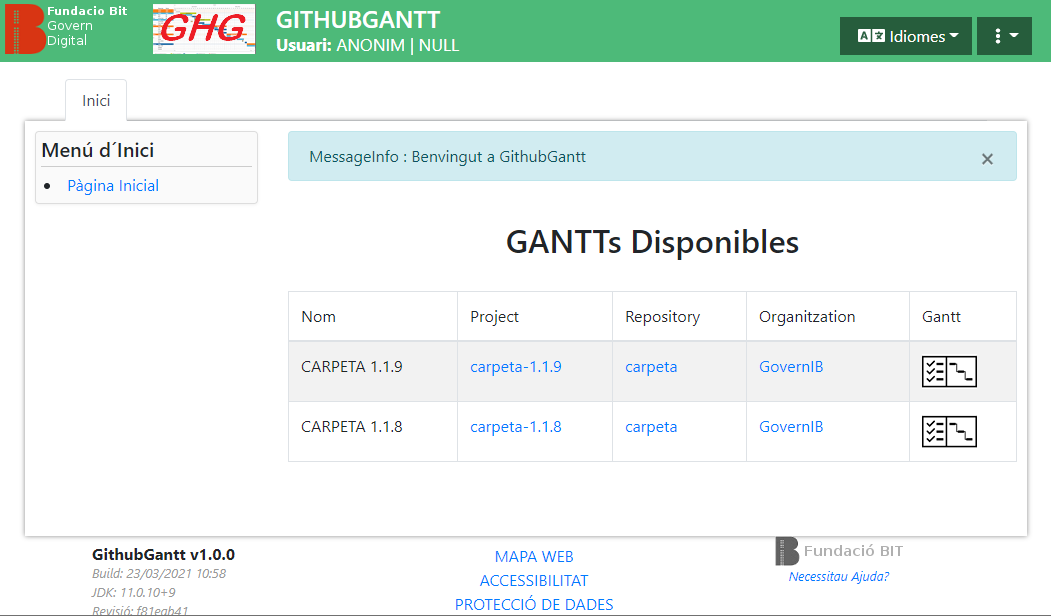 Fundacio Bit
Govern
Digital
GHG
GITHUBGANTT
Usuari: ANONIM | NULL
Idiomes
Inici
Menú d´Inici
Pàgina Inicial
MessageInfo : Benvingut a GithubGantt
×
GANTTs Disponibles
Nom Project Repository Organitzation Gantt
CARPETA 1.1.9 carpeta-1.1.9 carpeta GovernIB
CARPETA 1.1.8 carpeta-1.1.8 carpeta GovernIB
GithubGantt v1.0.0
Build: 23/03/2021 10:58
JDK: 11.0.10+9
Revisió: f81eab41
MAPA WEB
ACCESSIBILITAT
PROTECCIÓ DE DADES
Fundació BIT
Necessitau Ajuda?